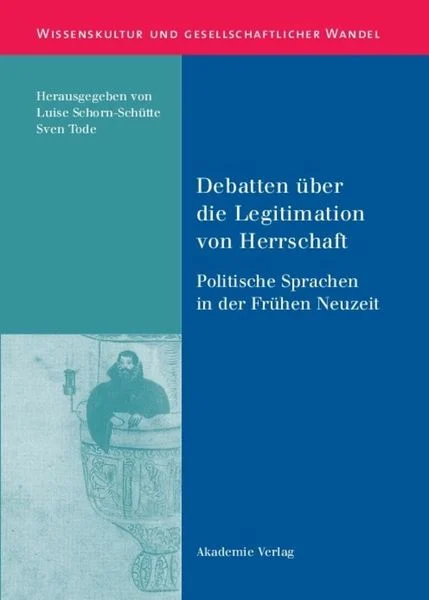 WISSENSKULTUR UND GESELLSCHAFTLICHER WANDEL
Herausgegeben von
Luise Schorn-Schütte
Sven Tode
Debatten über
die Legitimation
von Herrschaft
Politische Sprachen
in der Frühen Neuzeit
Akademie Verlag